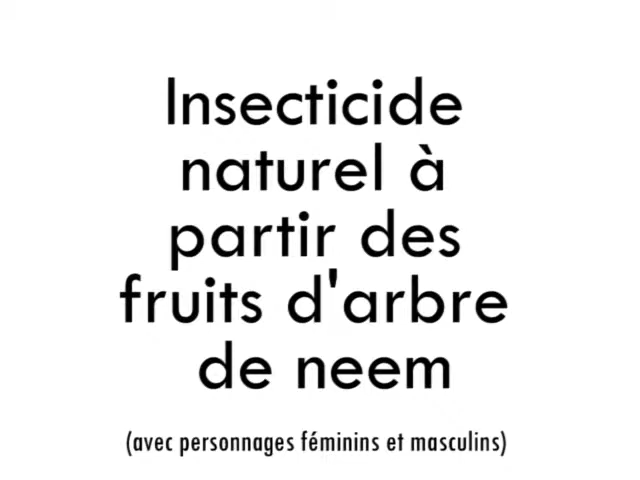 Insecticide
naturel à
partir des
fruits d'arbre
de neem
(avec personnages féminins et masculins)